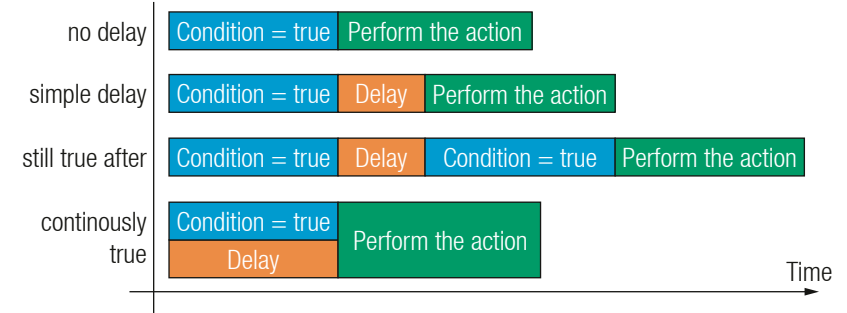 no delay Condition = true Perform the action
simple delay Condition = true Delay Perform the action
still true after Condition = true Delay Condition = true Perform the action
continously
true
Condition = true
Delay
Perform the action
Time